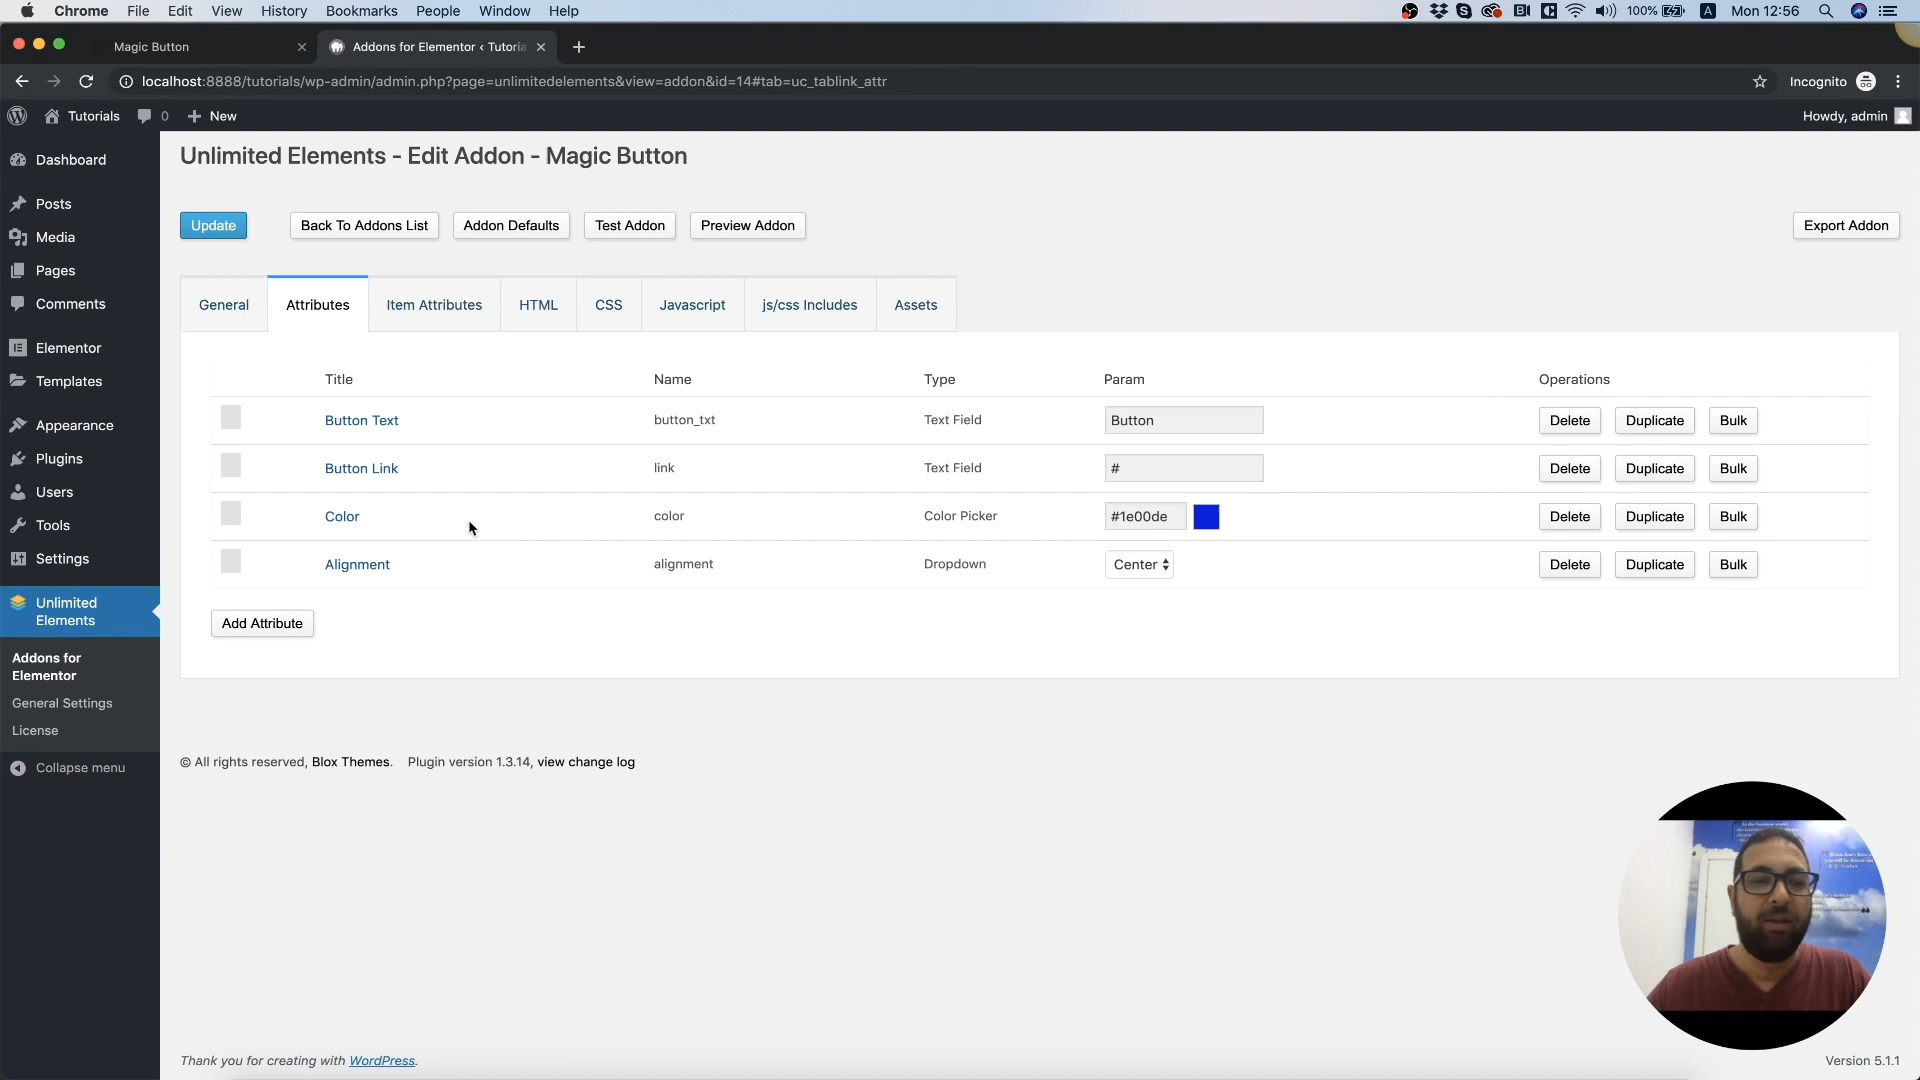 Chrome File Edit View History Bookmarks People Window Help
100% A Mon 12:56
Magic Button
Addons for Elementor ‹ Tutoria
localhost:8888/tutorials/wp-admin/admin.php?page=unlimitedelements&view=addon&id=14#tab=uc_tablink_attr
Incognito
Tutorials 0 New
Howdy, admin
Dashboard
Posts
Media
Pages
Comments
Elementor
Templates
Appearance
Plugins
Users
Tools
Settings
Unlimited
Elements
Addons for
Elementor
General Settings
License
Collapse menu
Unlimited Elements - Edit Addon - Magic Button
Update Back To Addons List Addon Defaults Test Addon Preview Addon Export Addon
General Attributes Item Attributes HTML CSS Javascript js/css Includes Assets
Title Name Type Param Operations
Button Text button_txt Text Field Button Delete Duplicate Bulk
Button Link link Text Field # Delete Duplicate Bulk
Color color Color Picker #1e00de Delete Duplicate Bulk
Alignment alignment Dropdown Center Delete Duplicate Bulk
Add Attribute
© All rights reserved, Blox Themes. Plugin version 1.3.14, view change log
Thank you for creating with WordPress.
Version 5.1.1